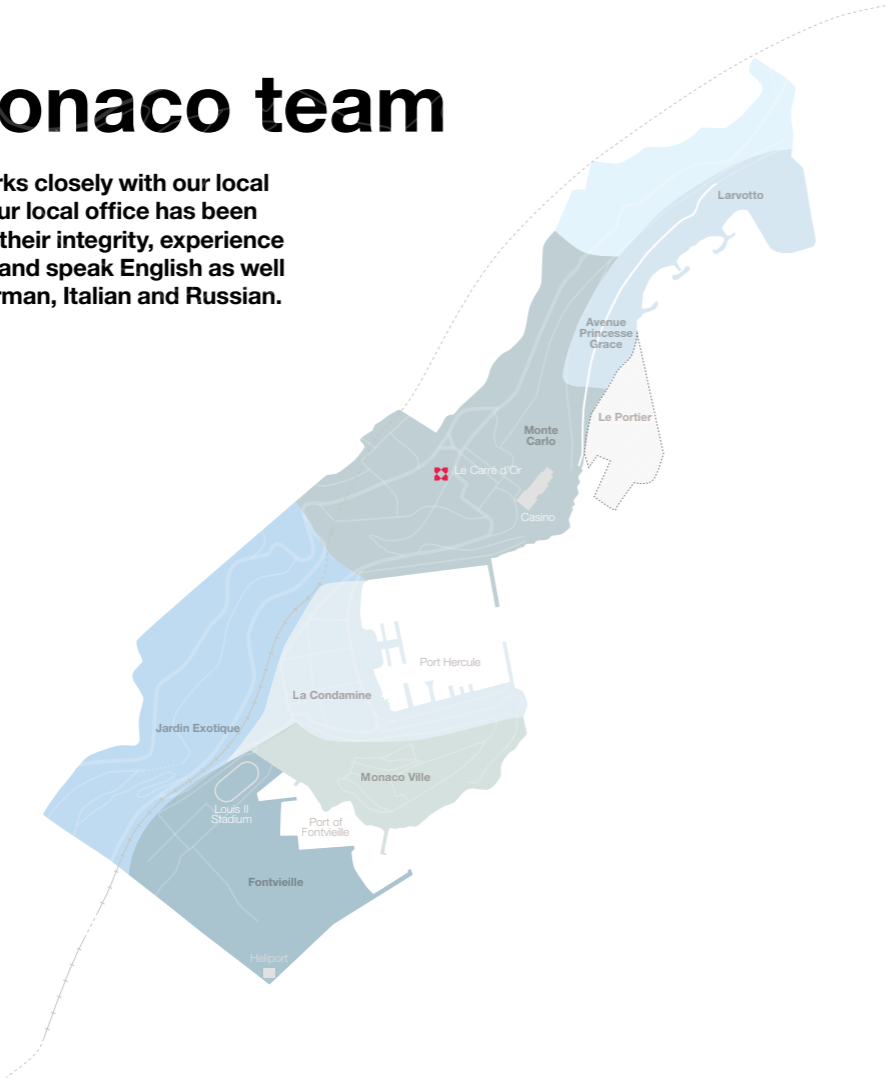 onaco team
rks closely with our local
ur local office has been
their integrity, experience
and speak English as well
rman, Italian and Russian.
Larvotto
Avenue
Princesse
Grace
Le Portier
Monte
Carlo
Le Carré d'Or
Casino
Port Hercule
La Condamine
Jardin Exotique
Monaco Ville
Louis II
Stadium
Port of
Fontvieille
Fontvieille
Heliport